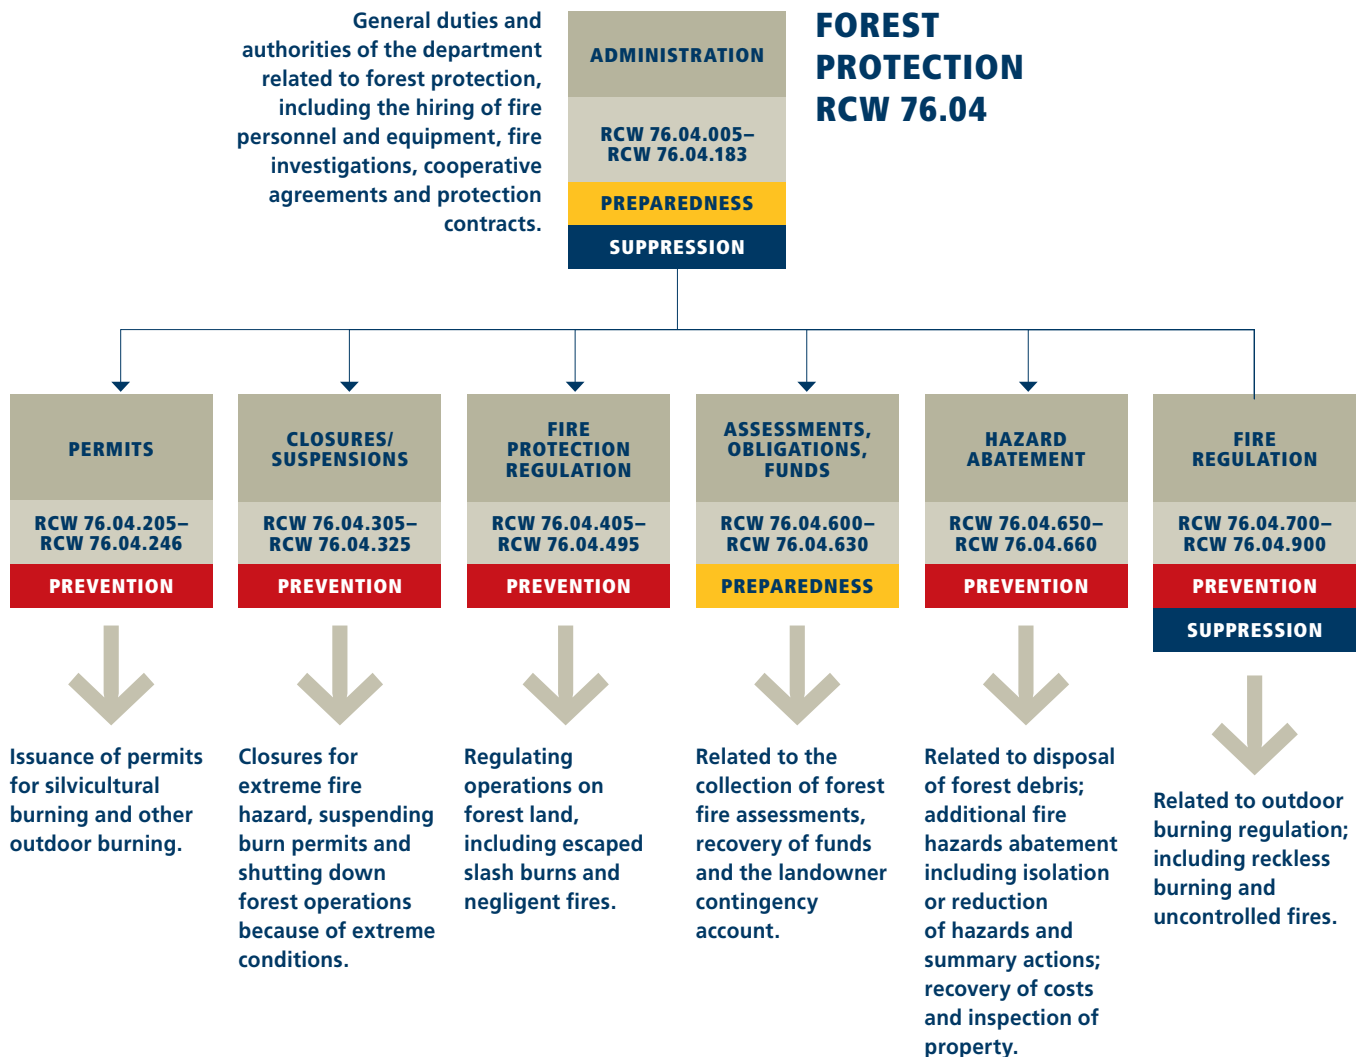 General duties and
authorities of the department
related to forest protection,
including the hiring of fire
personnel and equipment, fire
investigations, cooperative
agreements and protection
contracts.
ADMINISTRATION
RCW 76.04.005–
RCW 76.04.183
PREPAREDNESS
SUPPRESSION
FOREST
PROTECTION
RCW 76.04
PERMITS
RCW 76.04.205–
RCW 76.04.246
PREVENTION
Issuance of permits
for silvicultural
burning and other
outdoor burning.
CLOSURES/
SUSPENSIONS
RCW 76.04.305–
RCW 76.04.325
PREVENTION
Closures for
extreme fire
hazard, suspending
burn permits and
shutting down
forest operations
because of extreme
conditions.
FIRE
PROTECTION
REGULATION
RCW 76.04.405–
RCW 76.04.495
PREVENTION
Regulating
operations on
forest land,
including escaped
slash burns and
negligent fires.
ASSESSMENTS,
OBLIGATIONS,
FUNDS
RCW 76.04.600–
RCW 76.04.630
PREPAREDNESS
Related to the
collection of forest
fire assessments,
recovery of funds
and the landowner
contingency
account.
HAZARD
ABATEMENT
RCW 76.04.650–
RCW 76.04.660
PREVENTION
Related to disposal
of forest debris;
additional fire
hazards abatement
including isolation
or reduction
of hazards and
summary actions;
recovery of costs
and inspection of
property.
FIRE
REGULATION
RCW 76.04.700–
RCW 76.04.900
PREVENTION
SUPPRESSION
Related to outdoor
burning regulation;
including reckless
burning and
uncontrolled fires.